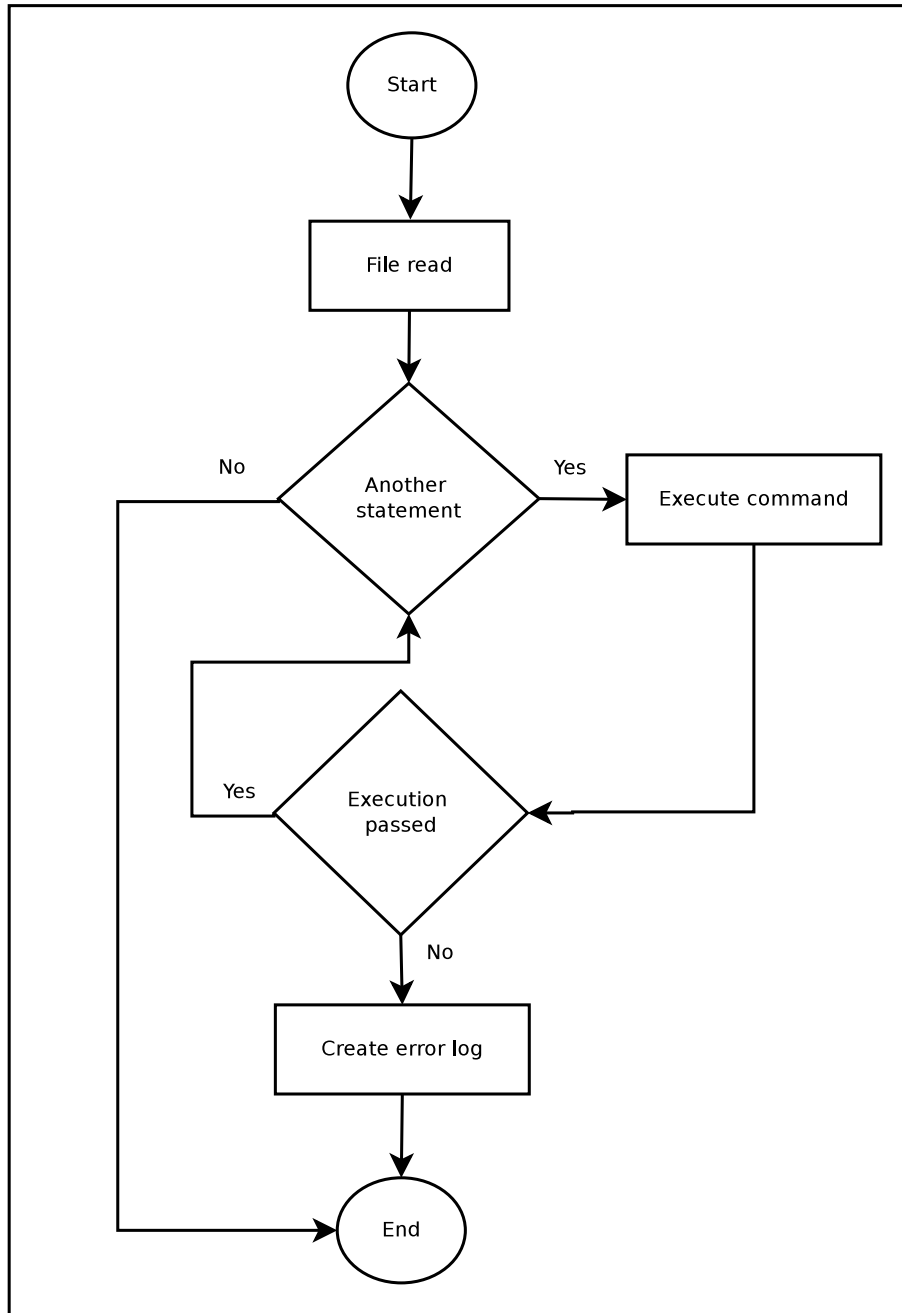 Start
File read
No
Another
statement
Yes
Execute command
Yes
Execution
passed
No
Create error log
End